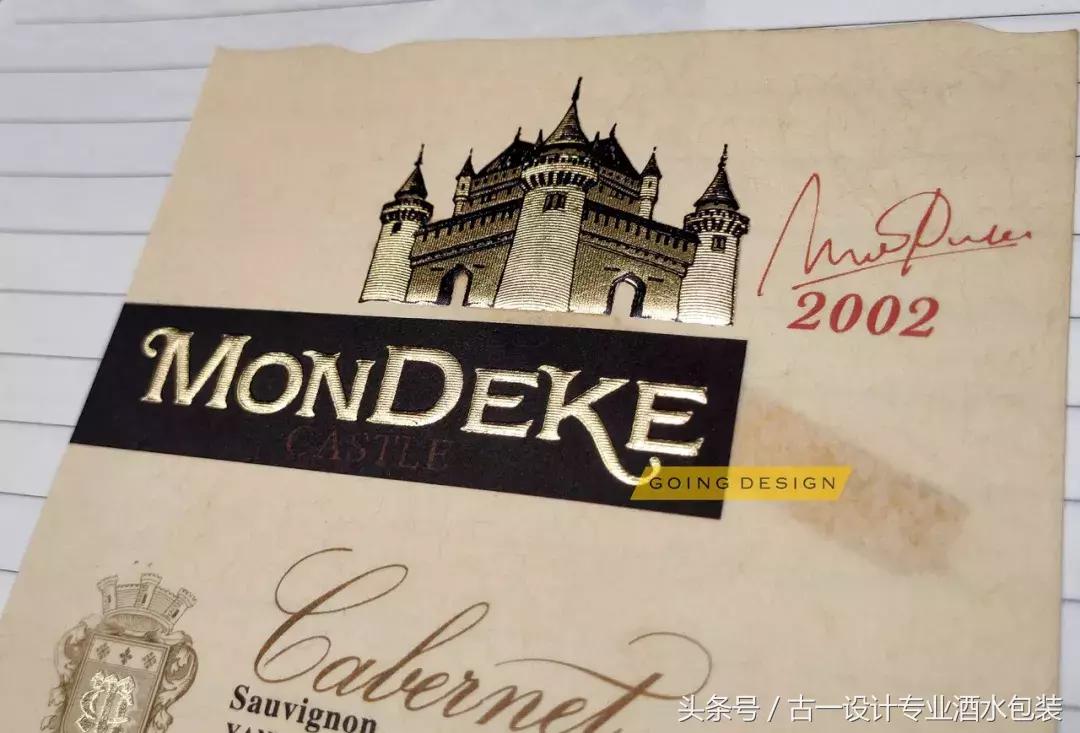 2002
MONDEKE
CASTLE
GOING DESIGN
Cabernet
Sauvignon
头条号 / 古一设计专业酒水包装